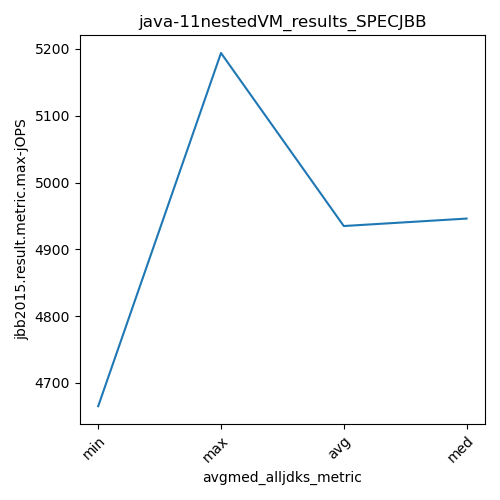 java-11nestedVM_results_SPECJBB
jbb2015.result.metric.max-jOPS
5200
5100
5000
4900
4800
4700
min
max
avg
med
avgmed_alljdks_metric